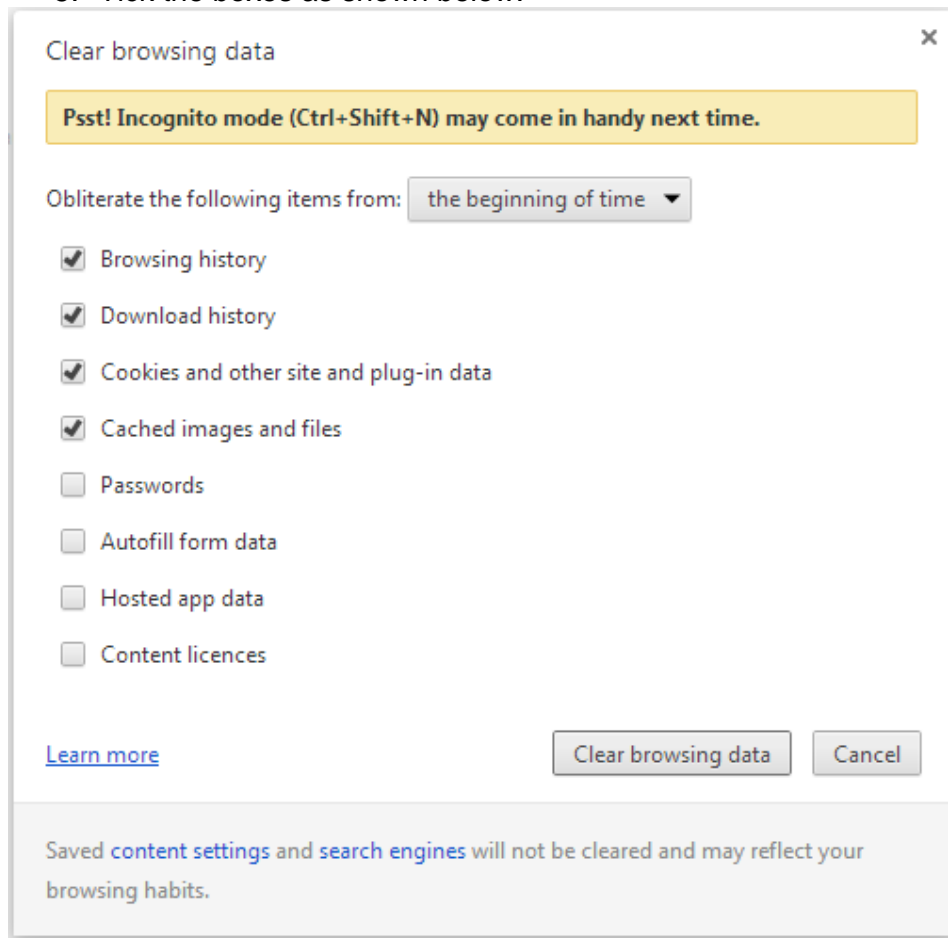 Clear browsing data
Psst! Incognito mode (Ctrl+Shift+N) may come in handy next time.
Obliterate the following items from: the beginning of time
Browsing history
Download history
Cookies and other site and plug-in data
Cached images and files
Passwords
Autofill form data
Hosted app data
Content licences
Learn more Clear browsing data Cancel
Saved content settings and search engines will not be cleared and may reflect your
browsing habits.